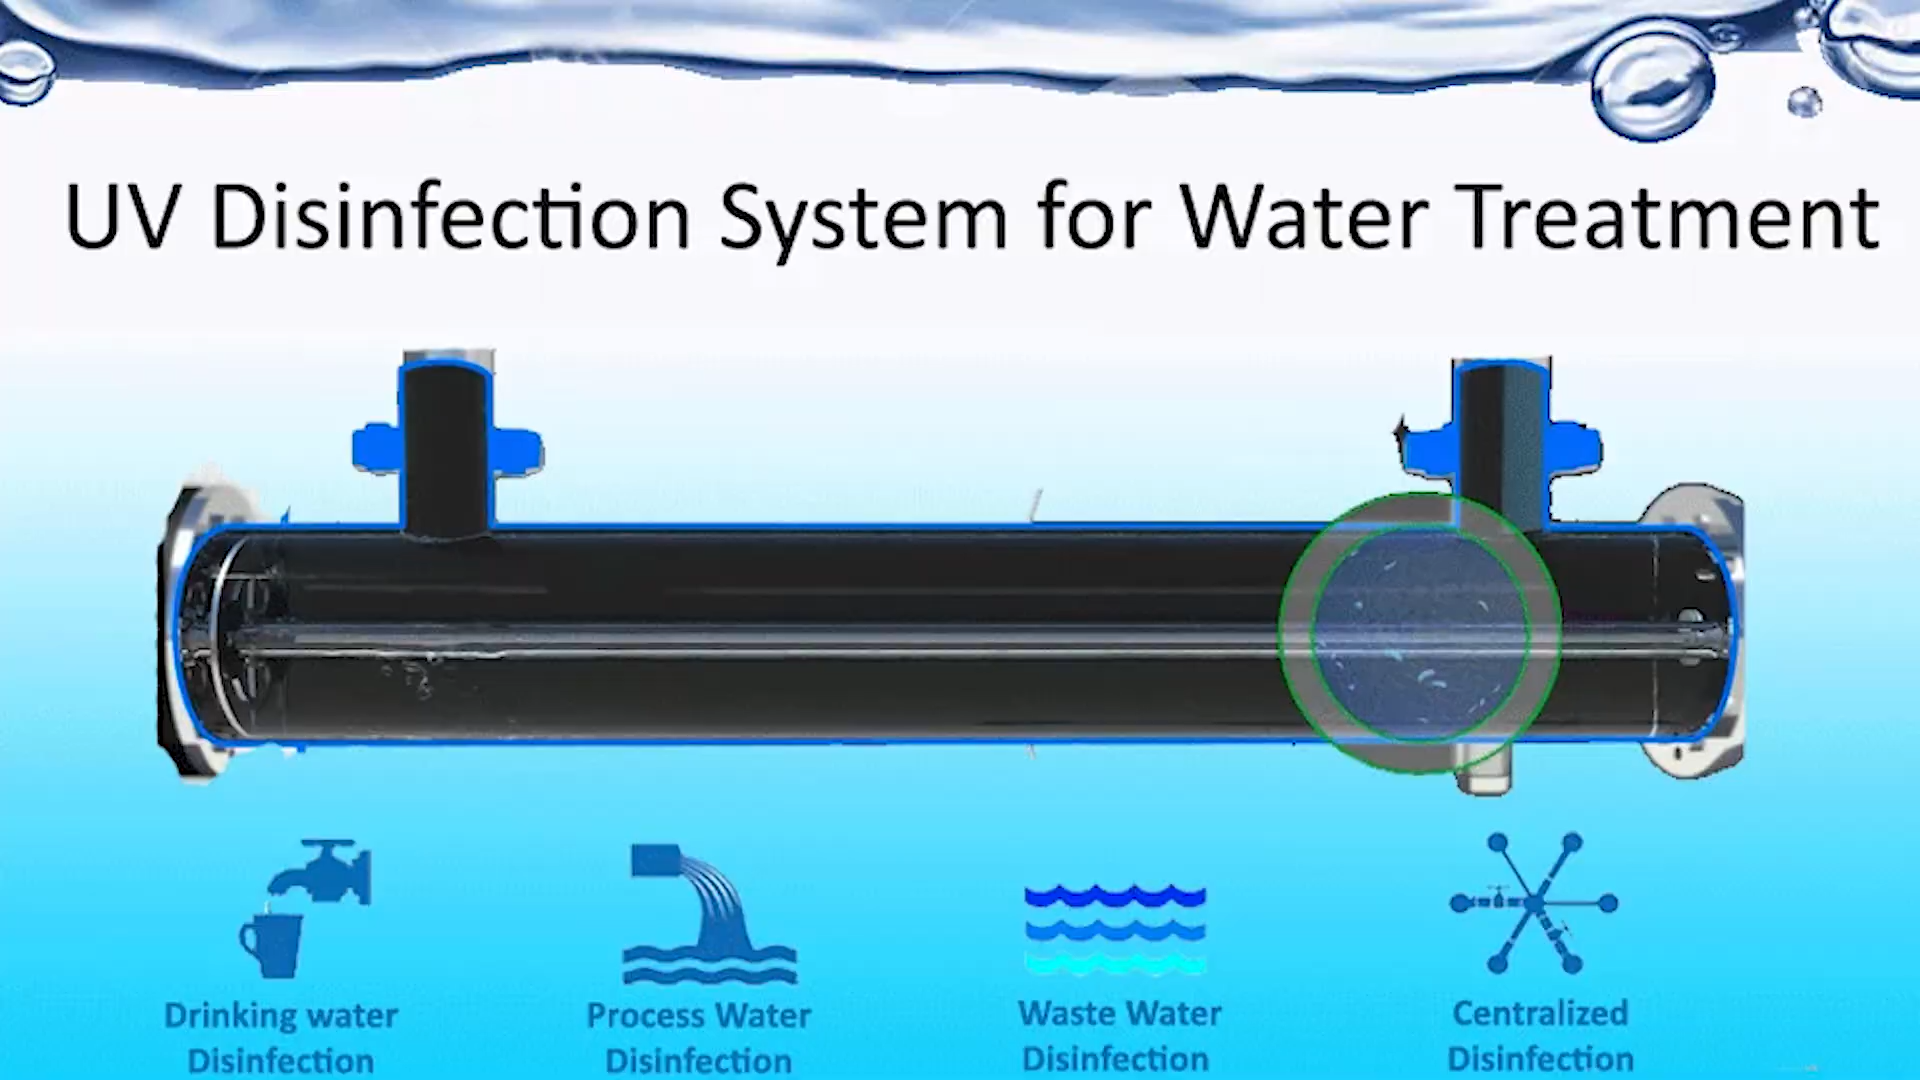 UV Disinfection System for Water Treatment
Drinking water
Disinfection
Process Water
Disinfection
Waste Water
Disinfection
Centralized
Disinfection